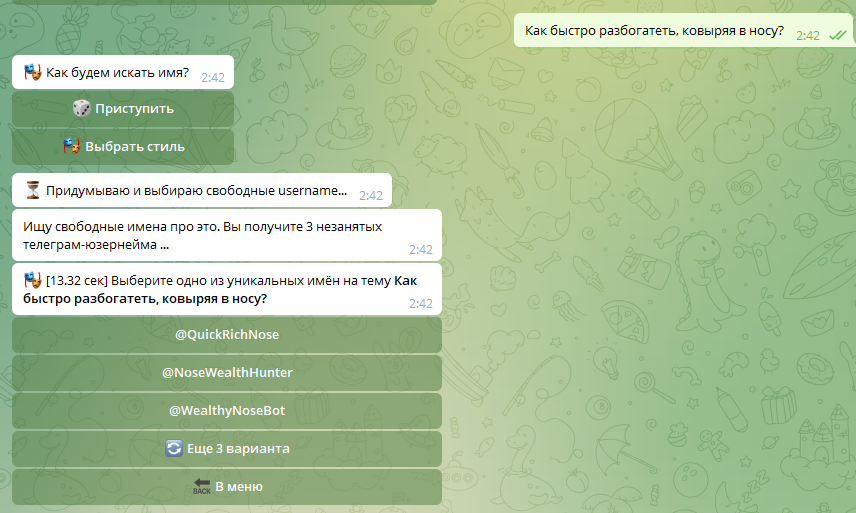 Как быстро разбогатеть, ковыряя в носу? 2:42
Как будем искать имя? 2:42
Приступить
Выбрать стиль
Придумываю и выбираю свободные username... 2:42
Ищу свободные имена про это. Вы получите 3 незанятых
телеграм-юзернейма ... 2:42
[13.32 сек] Выберите одно из уникальных имён на тему Как
быстро разбогатеть, ковыряя в носу? 2:42
@QuickRichNose
@NoseWealthHunter
@WealthyNoseBot
Еще 3 варианта
BACK В меню